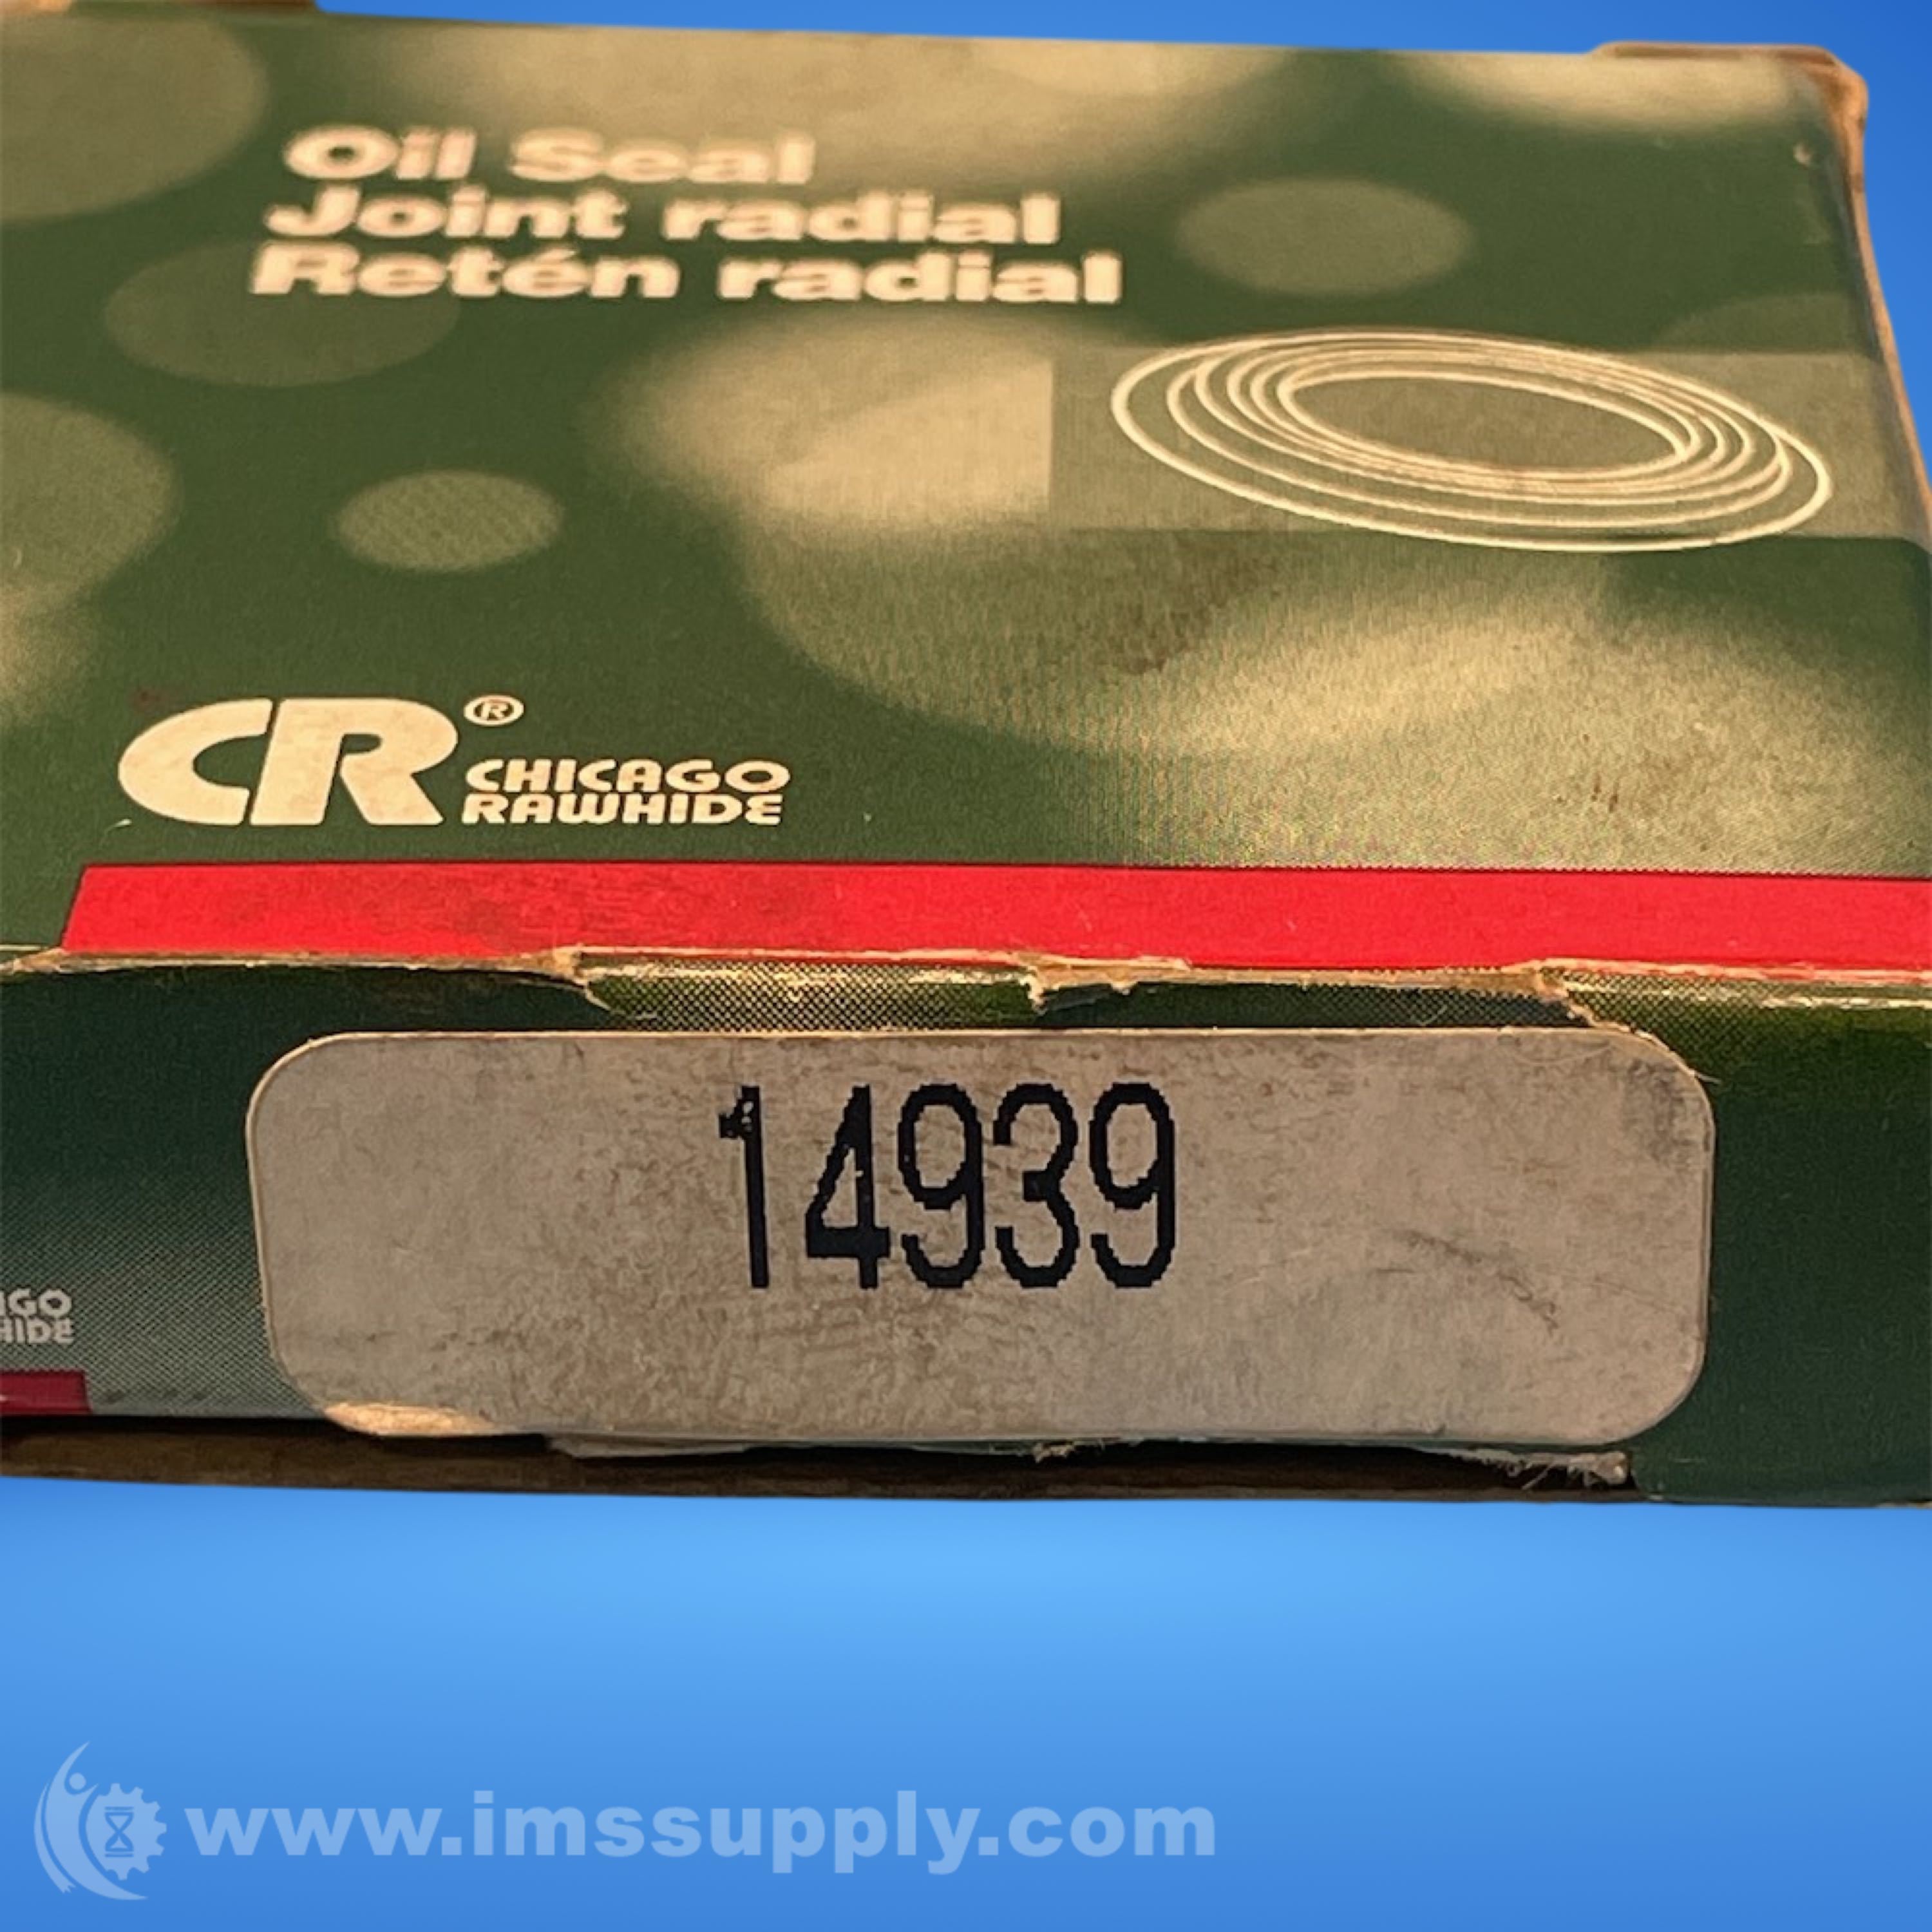 Oil Seal
Joint radial
Retén radial
CR® CHICAGO
RAWHIDE
14939
www.imssupply.com